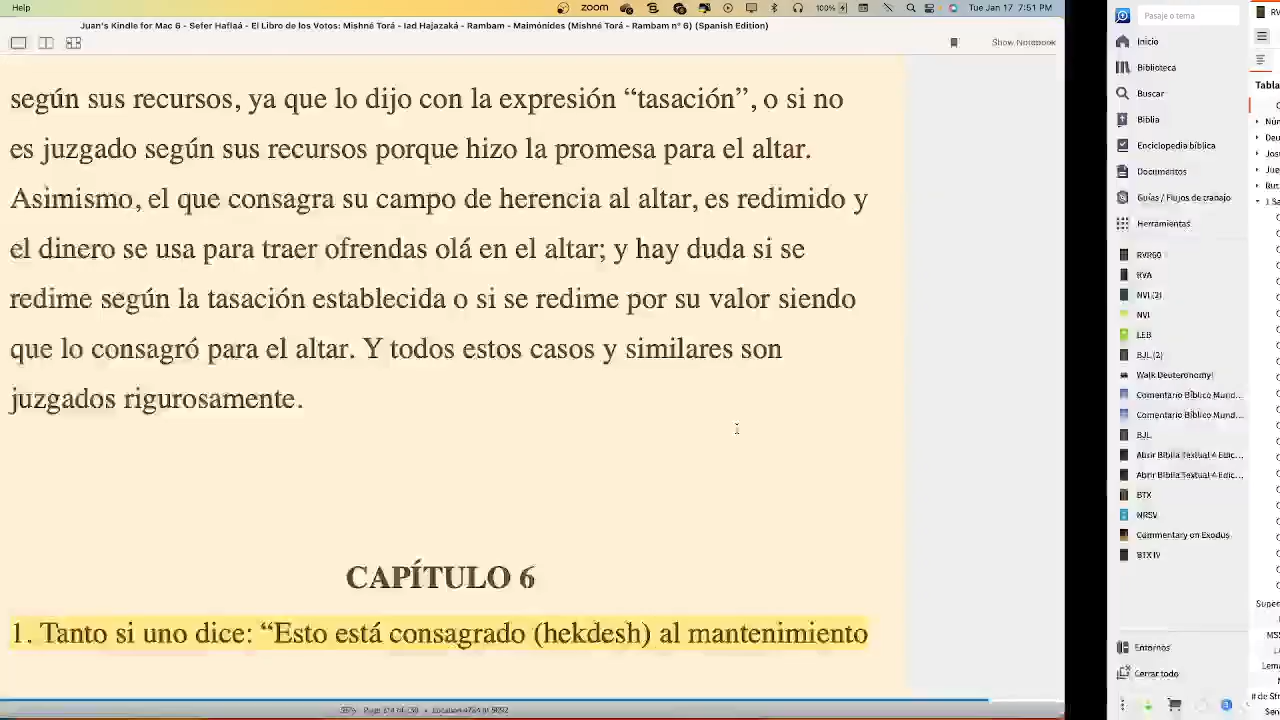 Help
zoom
100%
Tue Jan 17 7:51 PM
Juan's Kindle for Mac 6 - Sefer Haflaá - El Libro de los Votos: Mishné Torá - Iad Hajazaká - Rambam - Maimónides (Mishné Torá - Rambam nº 6) (Spanish Edition)
Show Notebook
según sus recursos, ya que lo dijo con la expresión “tasación”, o si no
es juzgado según sus recursos porque hizo la promesa para el altar.
Asimismo, el que consagra su campo de herencia al altar, es redimido y
el dinero se usa para traer ofrendas olá en el altar; y hay duda si se
redime según la tasación establecida o si se redime por su valor siendo
que lo consagró para el altar. Y todos estos casos y similares son
juzgados rigurosamente.
CAPÍTULO 6
1. Tanto si uno dice: “Esto está consagrado (hekdesh) al mantenimiento
Pasaje o tema
Inicio
Biblioteca
Buscar
Biblia
Enciclopedia bíblica
Documentos
Guías / Flujos de trabajo
Herramientas
RVR60
NVI
LEB
BJL(2)
Walk Deuteronomy!
Comentario Bíblico Mund...
Comentario Bíblico Mund...
BJL
Abrir Biblia Textual 4 Edic...
Abrir Biblia Textual 4 Edic...
BTX
NRSV
Commentary on Exodus
BTX IV
Entornos
Cerrar todo
RV
Tabla
Deu
Jos
Super
# de Str